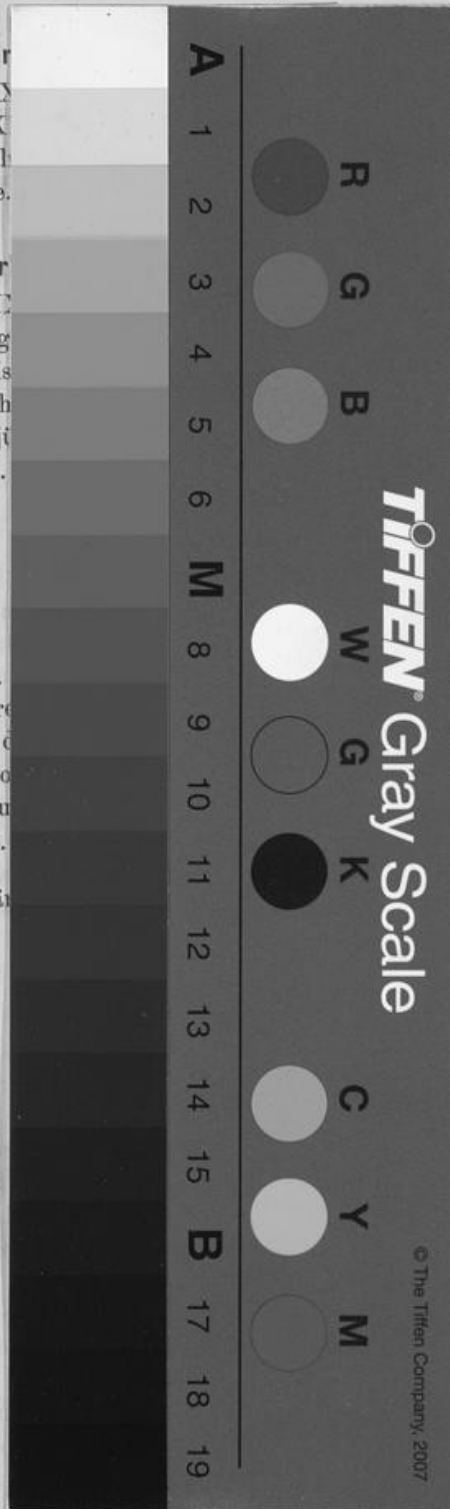 TIFFEN® Gray Scale
© The Tiffen Company, 2007
R G B W G K C Y M
A 1 2 3 4 5 6 M 8 9 10 11 12 13 14 15 B 17 18 19